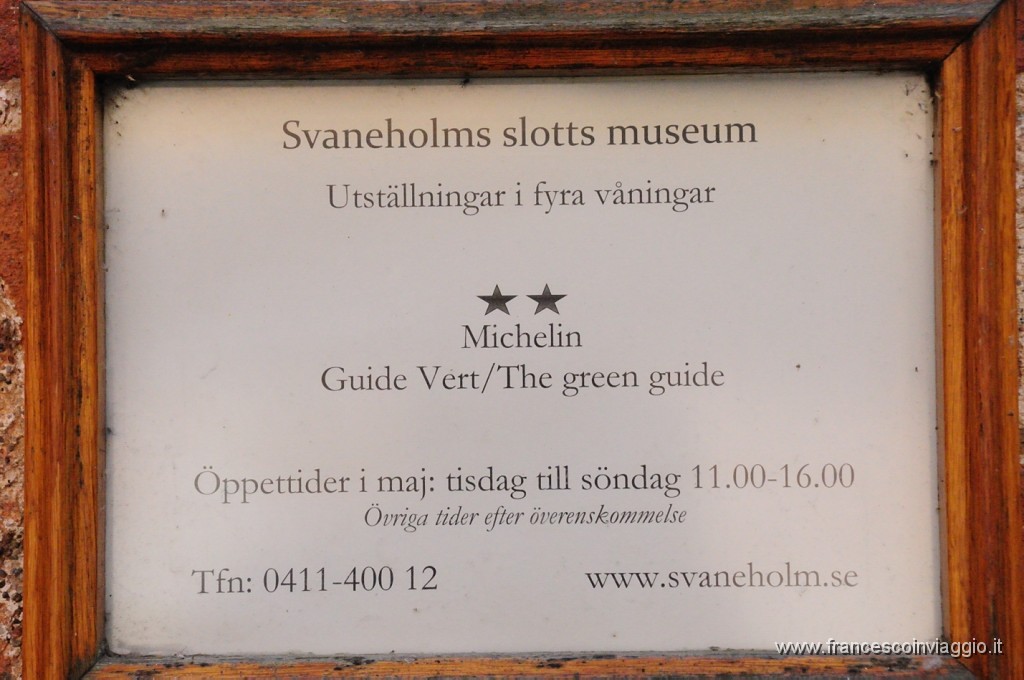 Svaneholms slotts museum
Utställningar i fyra våningar
★ ★
Michelin
Guide Vert/The green guide
Öppettider i maj: tisdag till söndag 11.00-16.00
Övriga tider efter överenskommelse
Tfn: 0411-400 12 www.svaneholm.se
www.francescoinviaggio.it